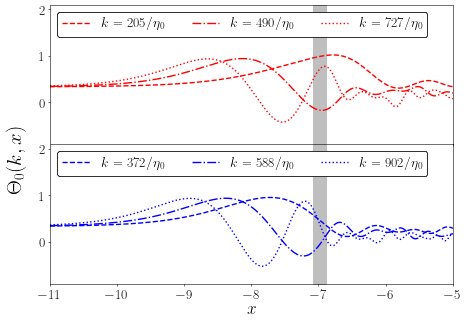 2
k = 205/η₀ k = 490/η₀ k = 727/η₀
1
0
2
k = 372/η₀ k = 588/η₀ k = 902/η₀
1
0
Θ₀(k, x)
−11 −10 −9 −8 −7 −6 −5
x